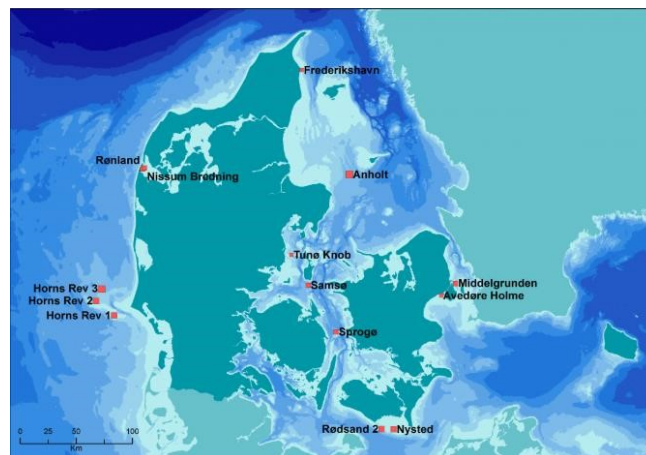 Frederikshavn
Rønland
Nissum Bredning
Anholt
Tunø Knob
Samsø
Middelgrunden
Avedøre Holme
Horns Rev 3
Horns Rev 2
Horns Rev 1
Sprogø
Rødsand 2
Nysted
0 25 50 100
Km